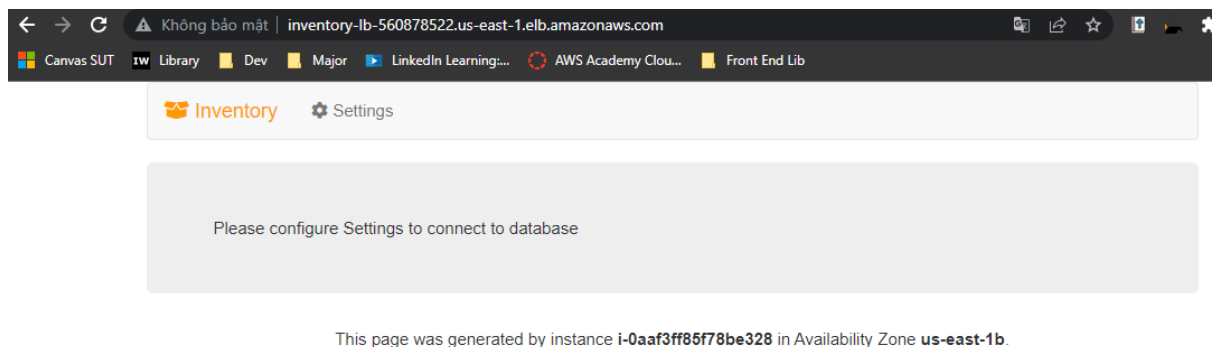 Không bảo mật | inventory-lb-560878522.us-east-1.elb.amazonaws.com
Canvas SUT IW Library Dev Major LinkedIn Learning:... AWS Academy Clou... Front End Lib
Inventory Settings
Please configure Settings to connect to database
This page was generated by instance i-0aaf3ff85f78be328 in Availability Zone us-east-1b.